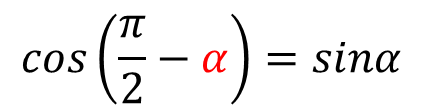 cos(π/2 − α) = sinα